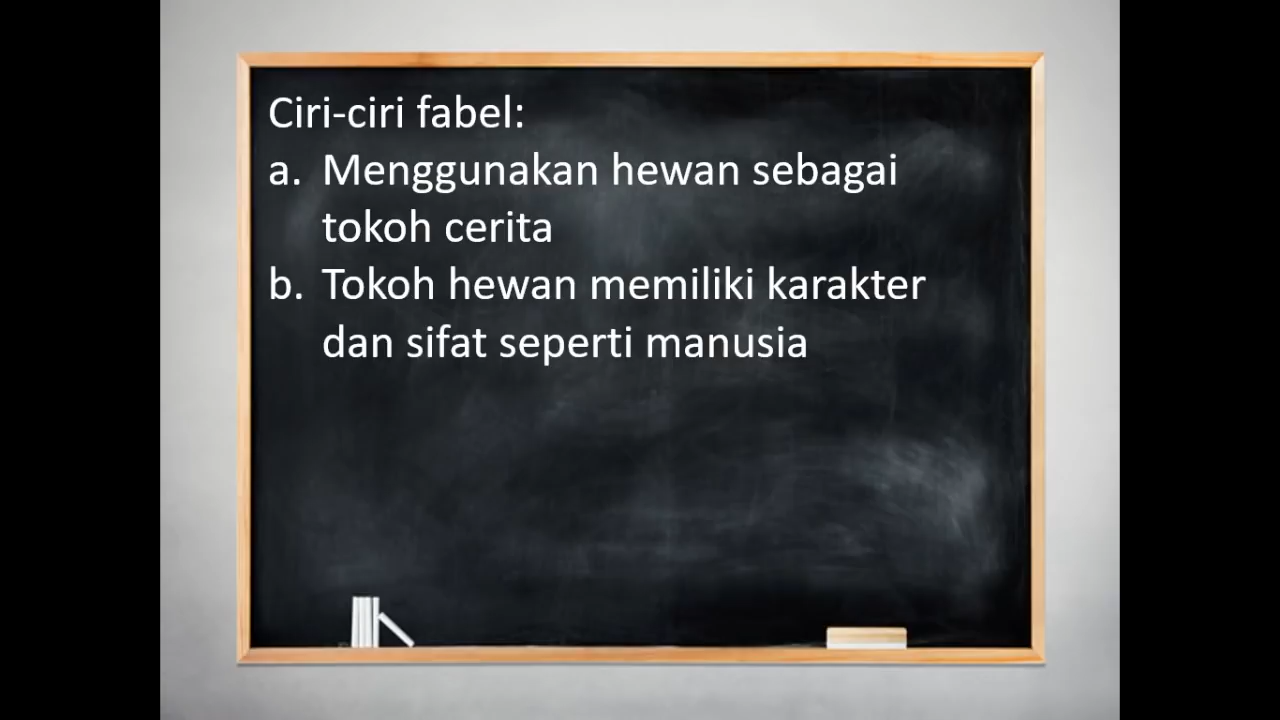 Ciri-ciri fabel:
a. Menggunakan hewan sebagai
tokoh cerita
b. Tokoh hewan memiliki karakter
dan sifat seperti manusia